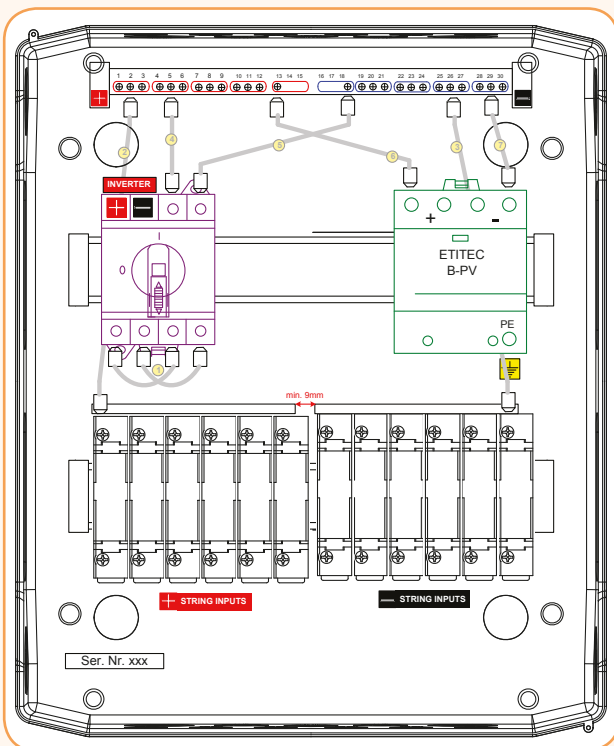 1 2 3 4 5 6 7 8 9 10 11 12 13 14 15 16 17 18 19 20 21 22 23 24 25 26 27 28 29 30
+ −
2 4 5 6 3 7
INVERTER
+ −
I
0
+ -
ETITEC
B-PV
PE
1
min. 9mm
+ STRING INPUTS
− STRING INPUTS
Ser. Nr. xxx